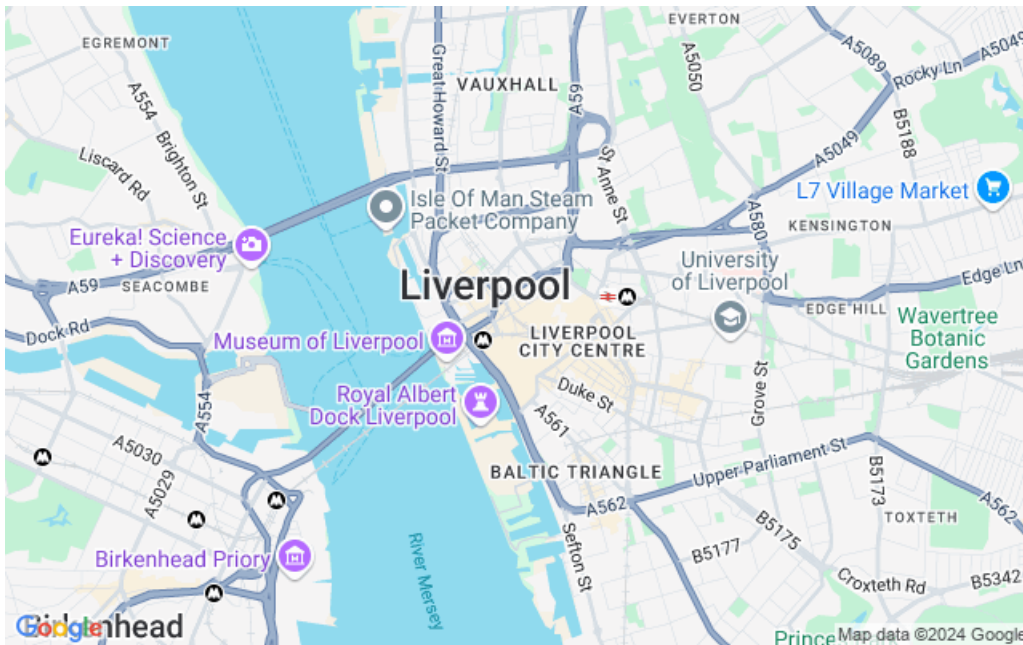 EVERTON
EGREMONT
A5089
A5049
Great Howard St
VAUXHALL
A59
A5050
Rocky Ln
A554
Brighton St
Liscard Rd
St Anne St
A5049
B5188
L7 Village Market
Isle Of Man Steam
Packet Company
A580
KENSINGTON
Eureka! Science
+ Discovery
University
of Liverpool
A59
SEACOMBE
Liverpool
Edge Ln
EDGE HILL
Dock Rd
Museum of Liverpool
LIVERPOOL
CITY CENTRE
Wavertree
Botanic
Gardens
Royal Albert
Dock Liverpool
Duke St
Grove St
A554
A561
A5030
A5029
BALTIC TRIANGLE
Upper Parliament St
B5173
A562
A562
TOXTETH
Sefton St
B5175
B5177
Birkenhead Priory
River Mersey
Croxteth Rd
B5342
Google
Map data ©2024 Google